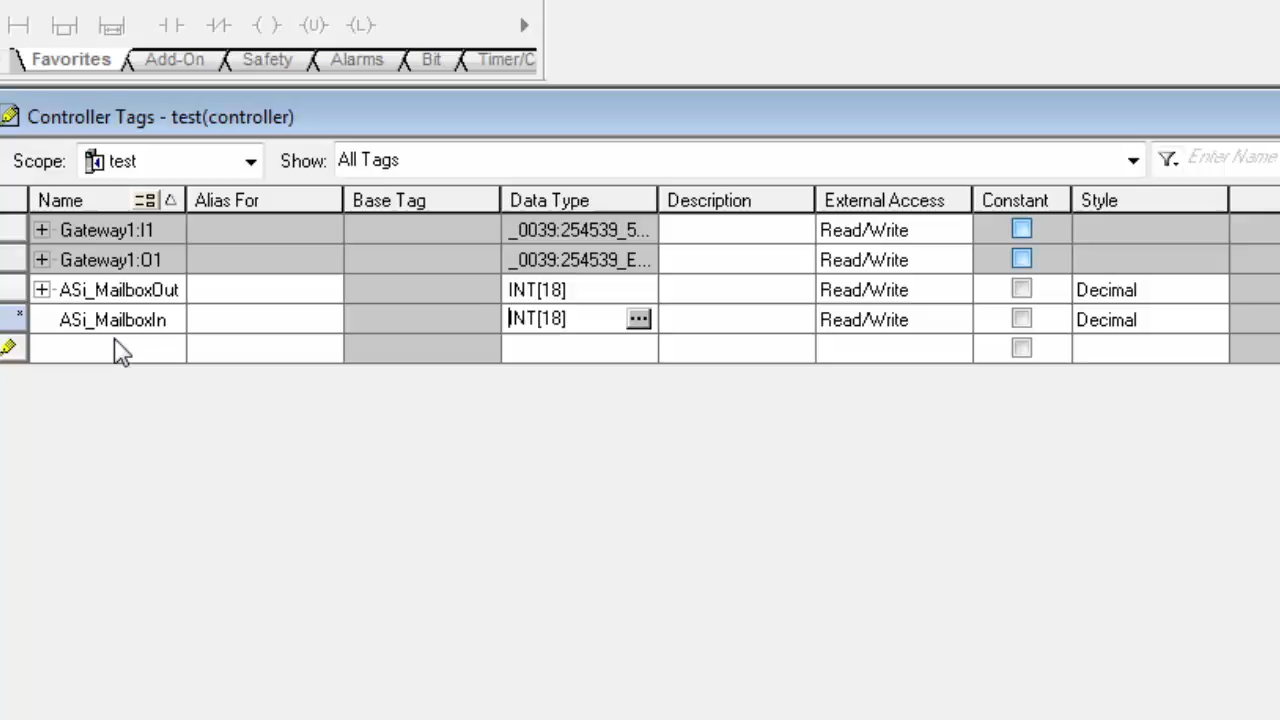 (U) (L)
Favorites Add-On Safety Alarms Bit Timer/C
Controller Tags - test(controller)
Scope: test Show: All Tags Enter Name
Name Alias For Base Tag Data Type Description External Access Constant Style
Gateway1:I1 _0039:254539_5... Read/Write
Gateway1:O1 _0039:254539_E... Read/Write
ASi_MailboxOut INT[18] Read/Write Decimal
ASi_MailboxIn INT[18] ... Read/Write Decimal